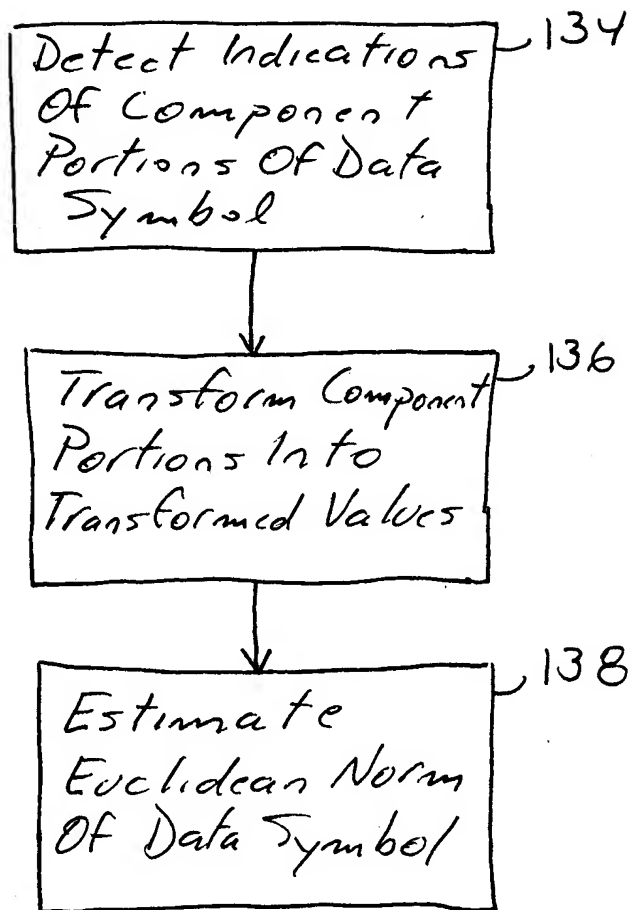 134
Detect Indications
Of Component
Portions Of Data
Symbol
136
Transform Component
Portions Into
Transformed Values
138
Estimate
Euclidean Norm
Of Data Symbol